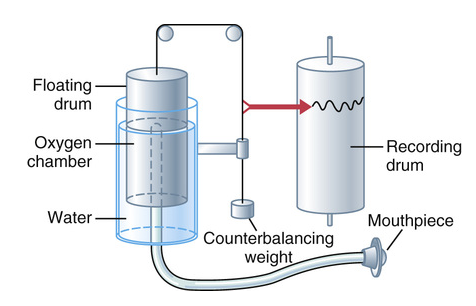 Floating
drum
Oxygen
chamber
Water
Recording
drum
Mouthpiece
Counterbalancing
weight